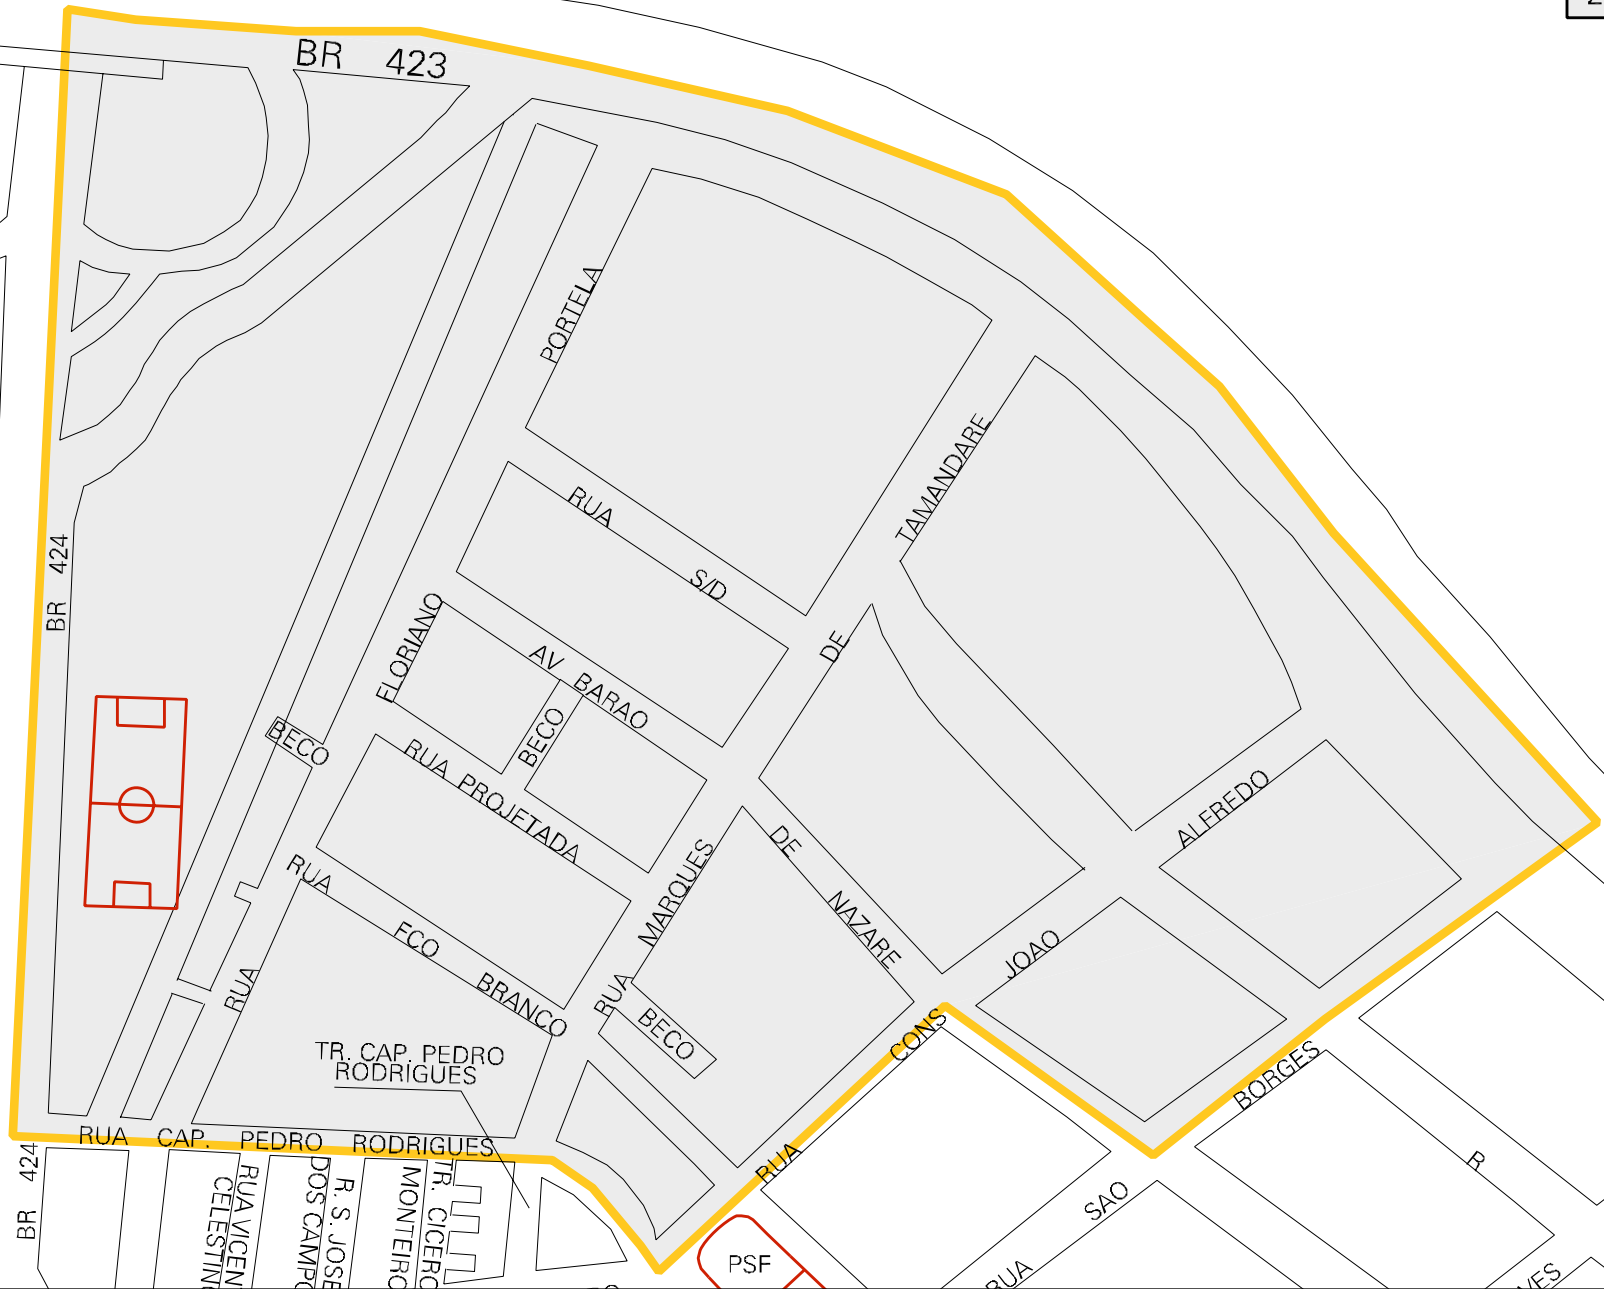 BR 423
PORTELA
TAMANDARE
RUA S/D
BR 424
FLORIANO
DE
AV BARAO
BECO
BECO
RUA PROJETADA
ALEFREDO
RUA
FCO
BRANCO
MARQUES
DE
NAZARE
JOAO
RUA
RUA
BECO
CONS
TR. CAP. PEDRO
RODRIGUES
BORGES
RUA CAP. PEDRO RODRIGUES
RUA
BR 424
R
SAO
RUA
PSF
RUA VICEN
CELESTIN
DOS CAMPO
R. S. JOSE
MONTEIRO
TR. CICERO
VES